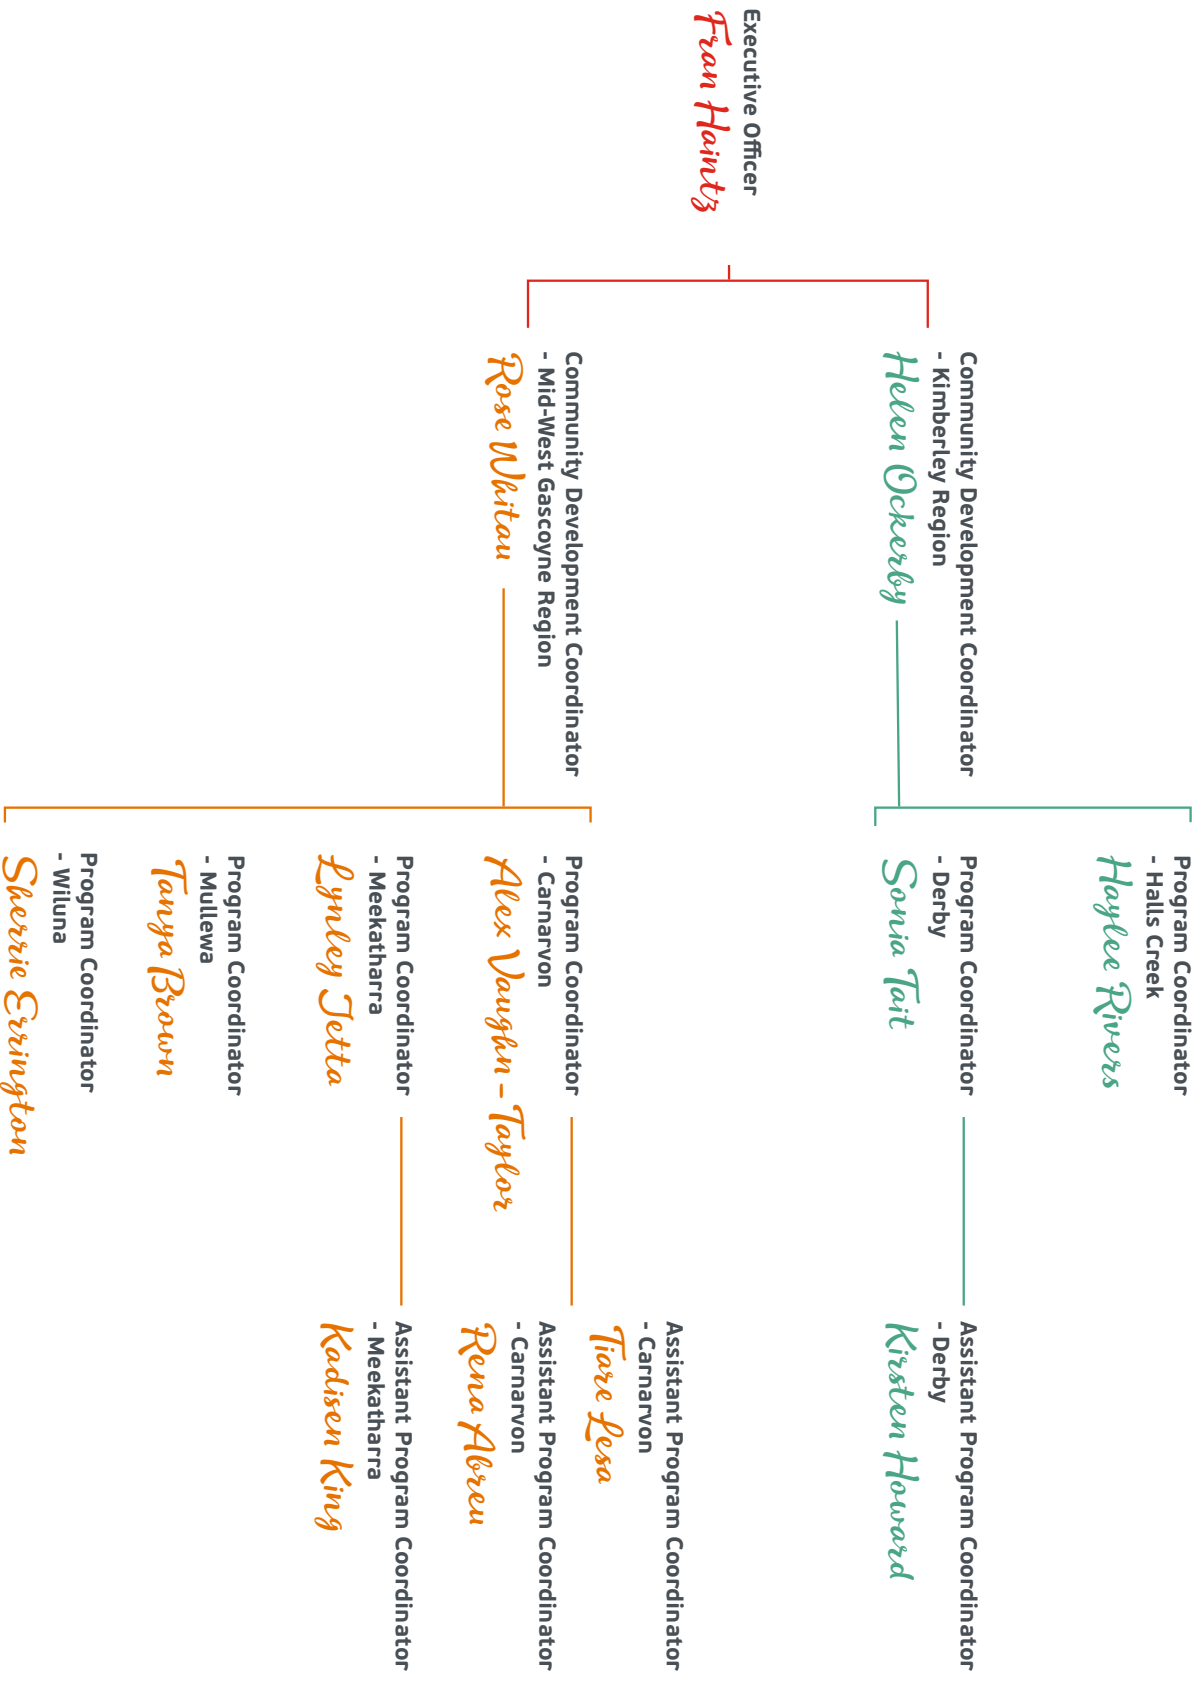 Executive Officer
Fran Haintz
Community Development Coordinator
- Kimberley Region
Helen Ockerby
Program Coordinator
- Halls Creek
Haylee Rivers
Program Coordinator
- Derby
Sonia Tait
Assistant Program Coordinator
- Derby
Kirsten Howard
Community Development Coordinator
- Mid-West Gascoyne Region
Rose Whitau
Program Coordinator
- Carnarvon
Alex Vaughn - Taylor
Assistant Program Coordinator
- Carnarvon
Tiare Lesa
Assistant Program Coordinator
- Carnarvon
Rena Abreu
Program Coordinator
- Meekatharra
Lynley Jetta
Assistant Program Coordinator
- Meekatharra
Kadisen King
Program Coordinator
- Mullewa
Tanya Brown
Program Coordinator
- Wiluna
Sherrie Errington